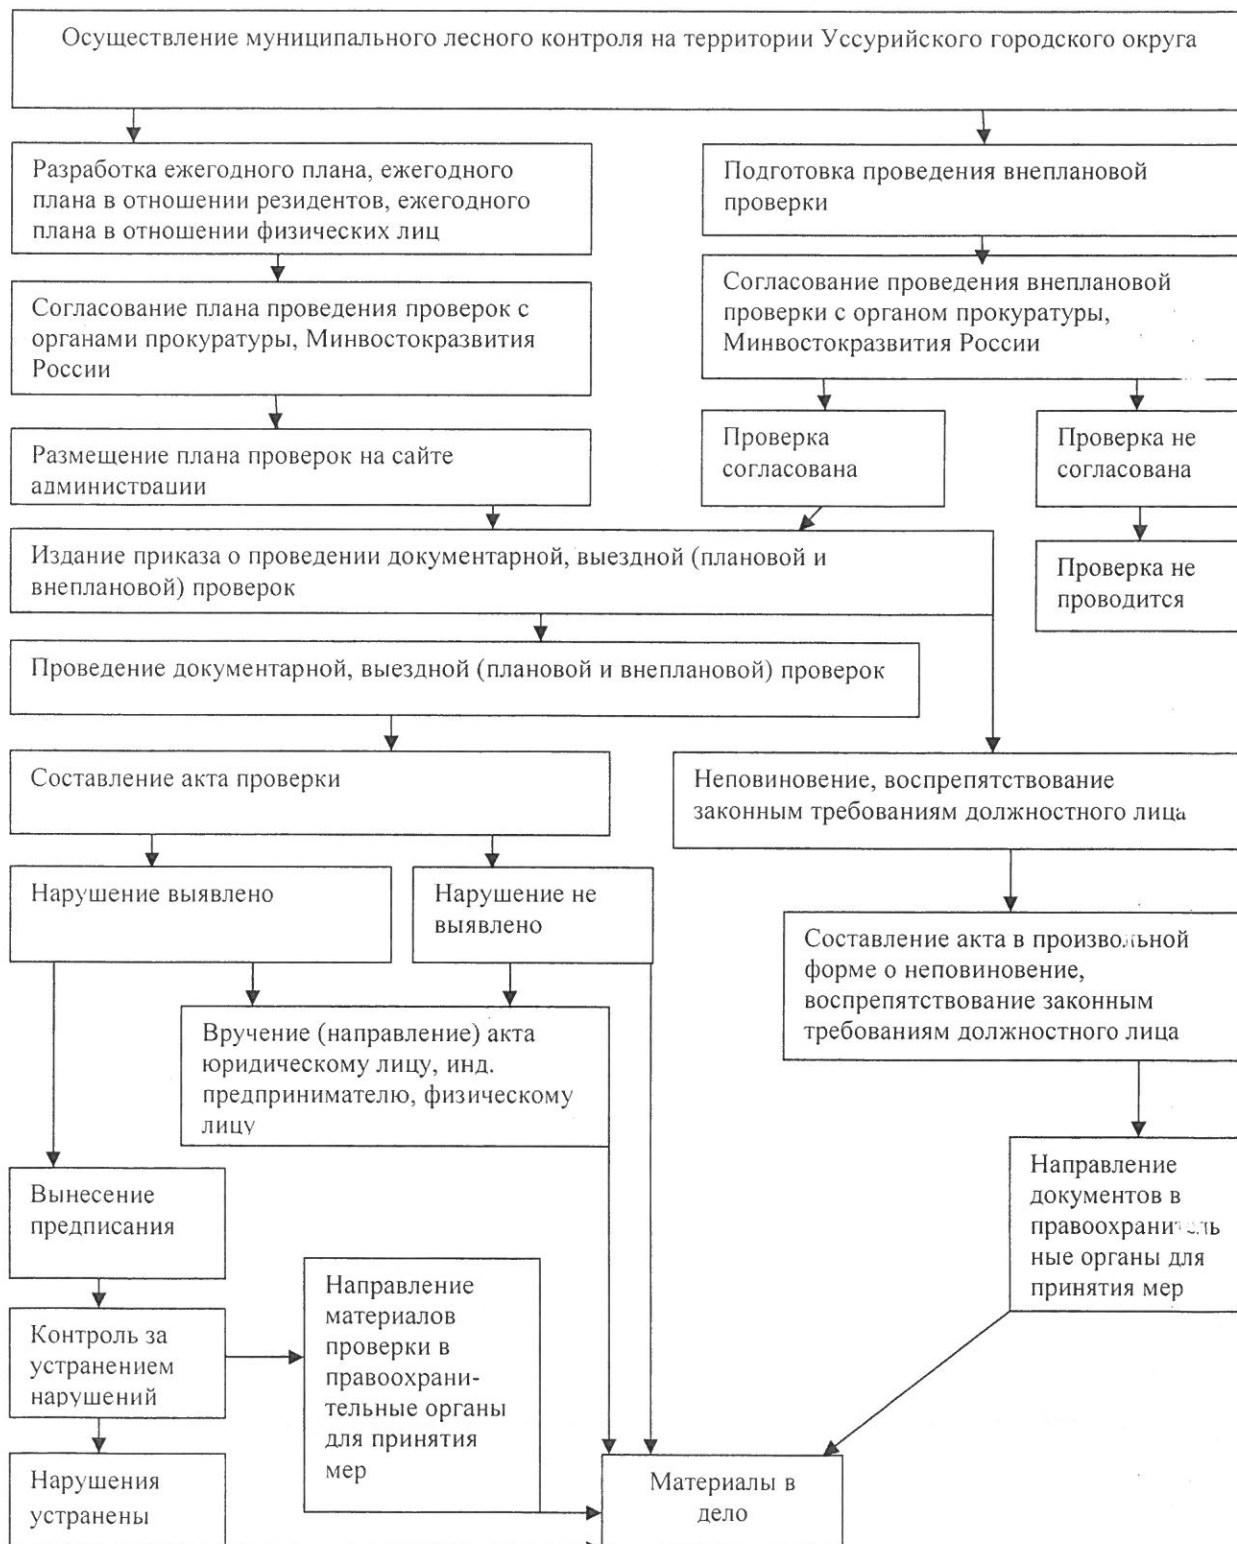 Осуществление муниципального лесного контроля на территории Уссурийского городского округа
Разработка ежегодного плана, ежегодного
плана в отношении резидентов, ежегодного
плана в отношении физических лиц
Подготовка проведения внеплановой
проверки
Согласование плана проведения проверок с
органами прокуратуры, Минвостокразвития
России
Согласование проведения внеплановой
проверки с органом прокуратуры,
Минвостокразвития России
Размещение плана проверок на сайте
администрации
Проверка
согласована
Проверка не
согласована
Издание приказа о проведении документарной, выездной (плановой и
внеплановой) проверок
Проверка не
проводится
Проведение документарной, выездной (плановой и внеплановой) проверок
Составление акта проверки
Неповиновение, воспрепятствование
законным требованиям должностного лица
Нарушение выявлено
Нарушение не
выявлено
Составление акта в произвольной
форме о неповиновение,
воспрепятствование законным
требованиям должностного лица
Вручение (направление) акта
юридическому лицу, инд.
предпринимателю, физическому
лицу
Вынесение
предписания
Направление
документов в
правоохранитель
ные органы для
принятия мер
Контроль за
устранением
нарушений
Направление
материалов
проверки в
правоохрани-
тельные органы
для принятия
мер
Нарушения
устранены
Материалы в
дело